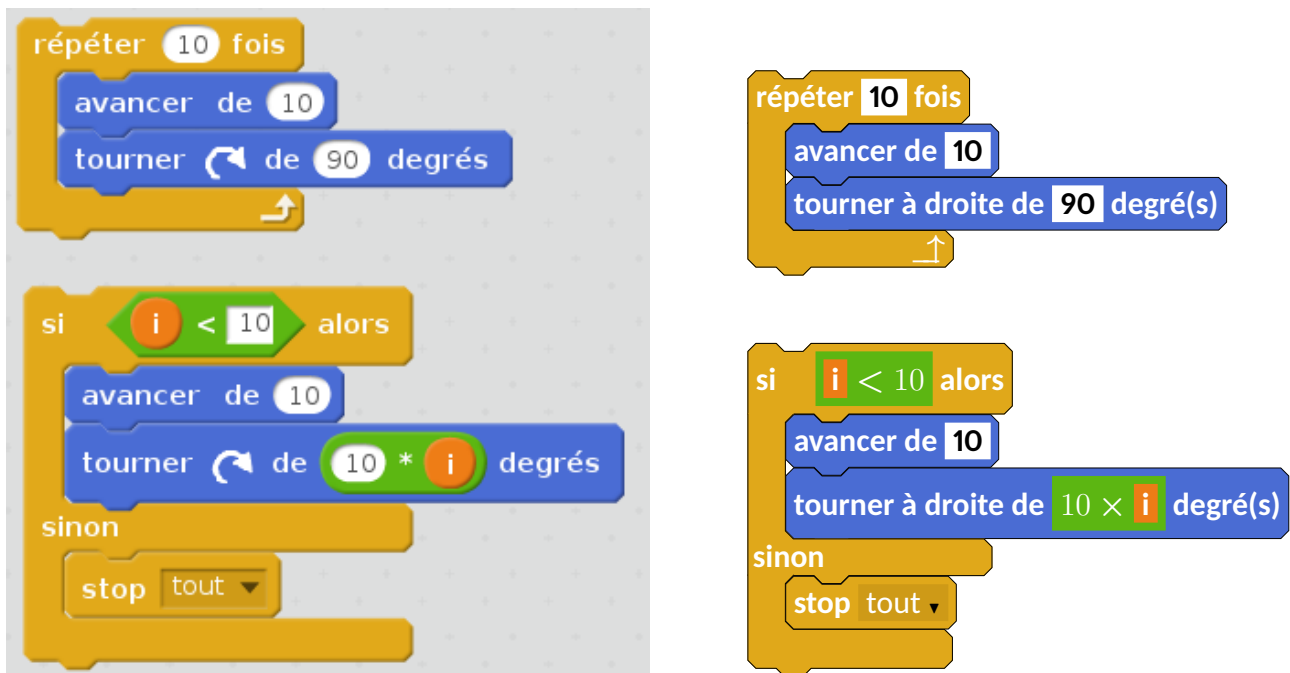 répéter 10 fois
avancer de 10
tourner de 90 degrés
si i < 10 alors
avancer de 10
tourner de 10 * i degrés
sinon
stop tout
répéter 10 fois
avancer de 10
tourner à droite de 90 degré(s)
si i < 10 alors
avancer de 10
tourner à droite de 10 × i degré(s)
sinon
stop tout